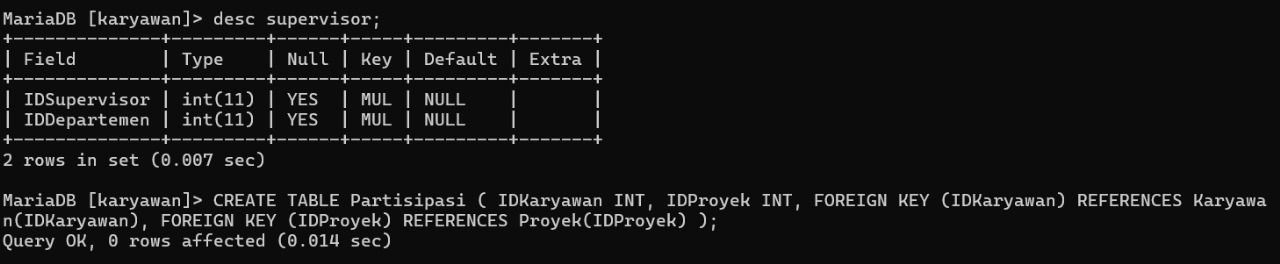 MariaDB [karyawan]> desc supervisor;
+--------------+---------+------+-----+---------+-------+
| Field        | Type    | Null | Key | Default | Extra |
+--------------+---------+------+-----+---------+-------+
| IDSupervisor | int(11) | YES  | MUL | NULL    |       |
| IDDepartemen | int(11) | YES  | MUL | NULL    |       |
+--------------+---------+------+-----+---------+-------+
2 rows in set (0.007 sec)
MariaDB [karyawan]> CREATE TABLE Partisipasi ( IDKaryawan INT, IDProyek INT, FOREIGN KEY (IDKaryawan) REFERENCES Karyawa
n(IDKaryawan), FOREIGN KEY (IDProyek) REFERENCES Proyek(IDProyek) );
Query OK, 0 rows affected (0.014 sec)